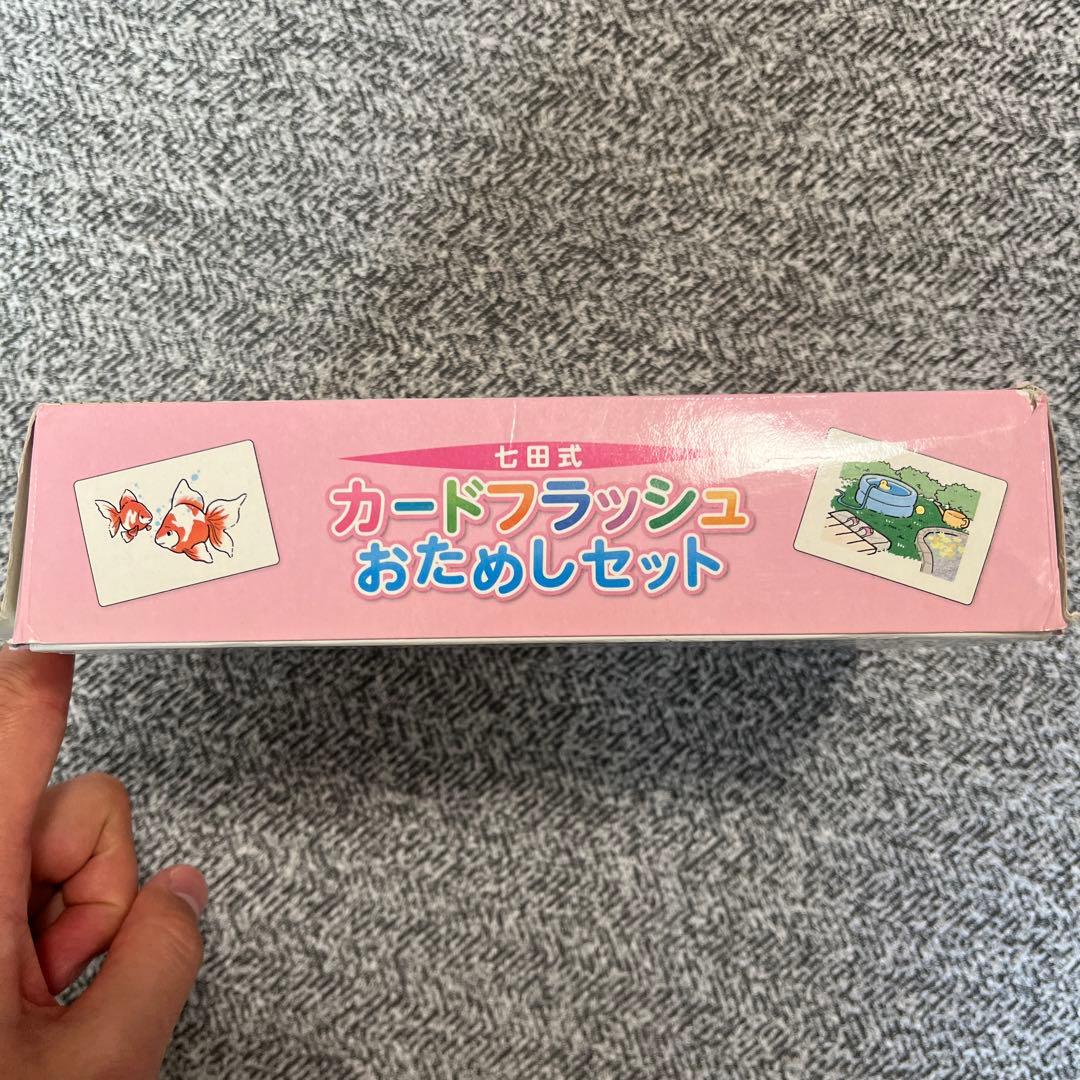 七田式
カードフラッシュ
おためしセット